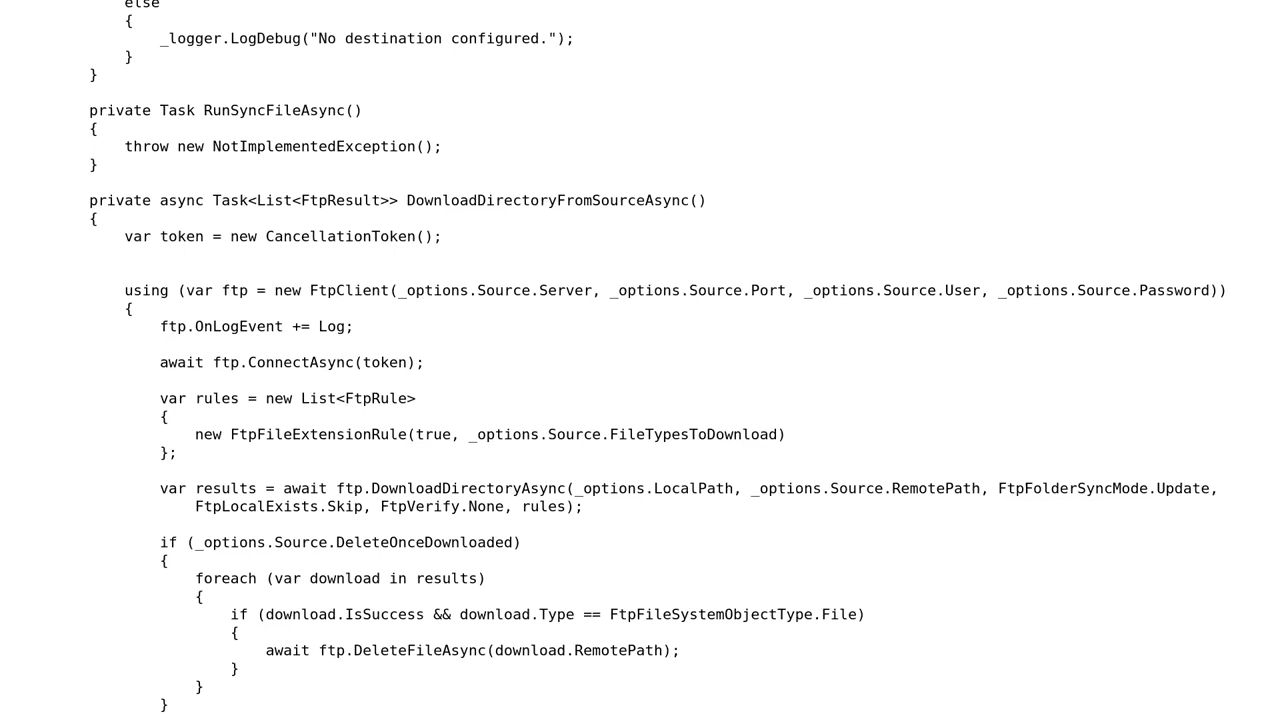 else
{
_logger.LogDebug("No destination configured.");
}
}
private Task RunSyncFileAsync()
{
throw new NotImplementedException();
}
private async Task<List<FtpResult>> DownloadDirectoryFromSourceAsync()
{
var token = new CancellationToken();
using (var ftp = new FtpClient(_options.Source.Server, _options.Source.Port, _options.Source.User, _options.Source.Password))
{
ftp.OnLogEvent += Log;
await ftp.ConnectAsync(token);
var rules = new List<FtpRule>
{
new FtpFileExtensionRule(true, _options.Source.FileTypesToDownload)
};
var results = await ftp.DownloadDirectoryAsync(_options.LocalPath, _options.Source.RemotePath, FtpFolderSyncMode.Update,
FtpLocalExists.Skip, FtpVerify.None, rules);
if (_options.Source.DeleteOnceDownloaded)
{
foreach (var download in results)
{
if (download.IsSuccess && download.Type == FtpFileSystemObjectType.File)
{
await ftp.DeleteFileAsync(download.RemotePath);
}
}
}